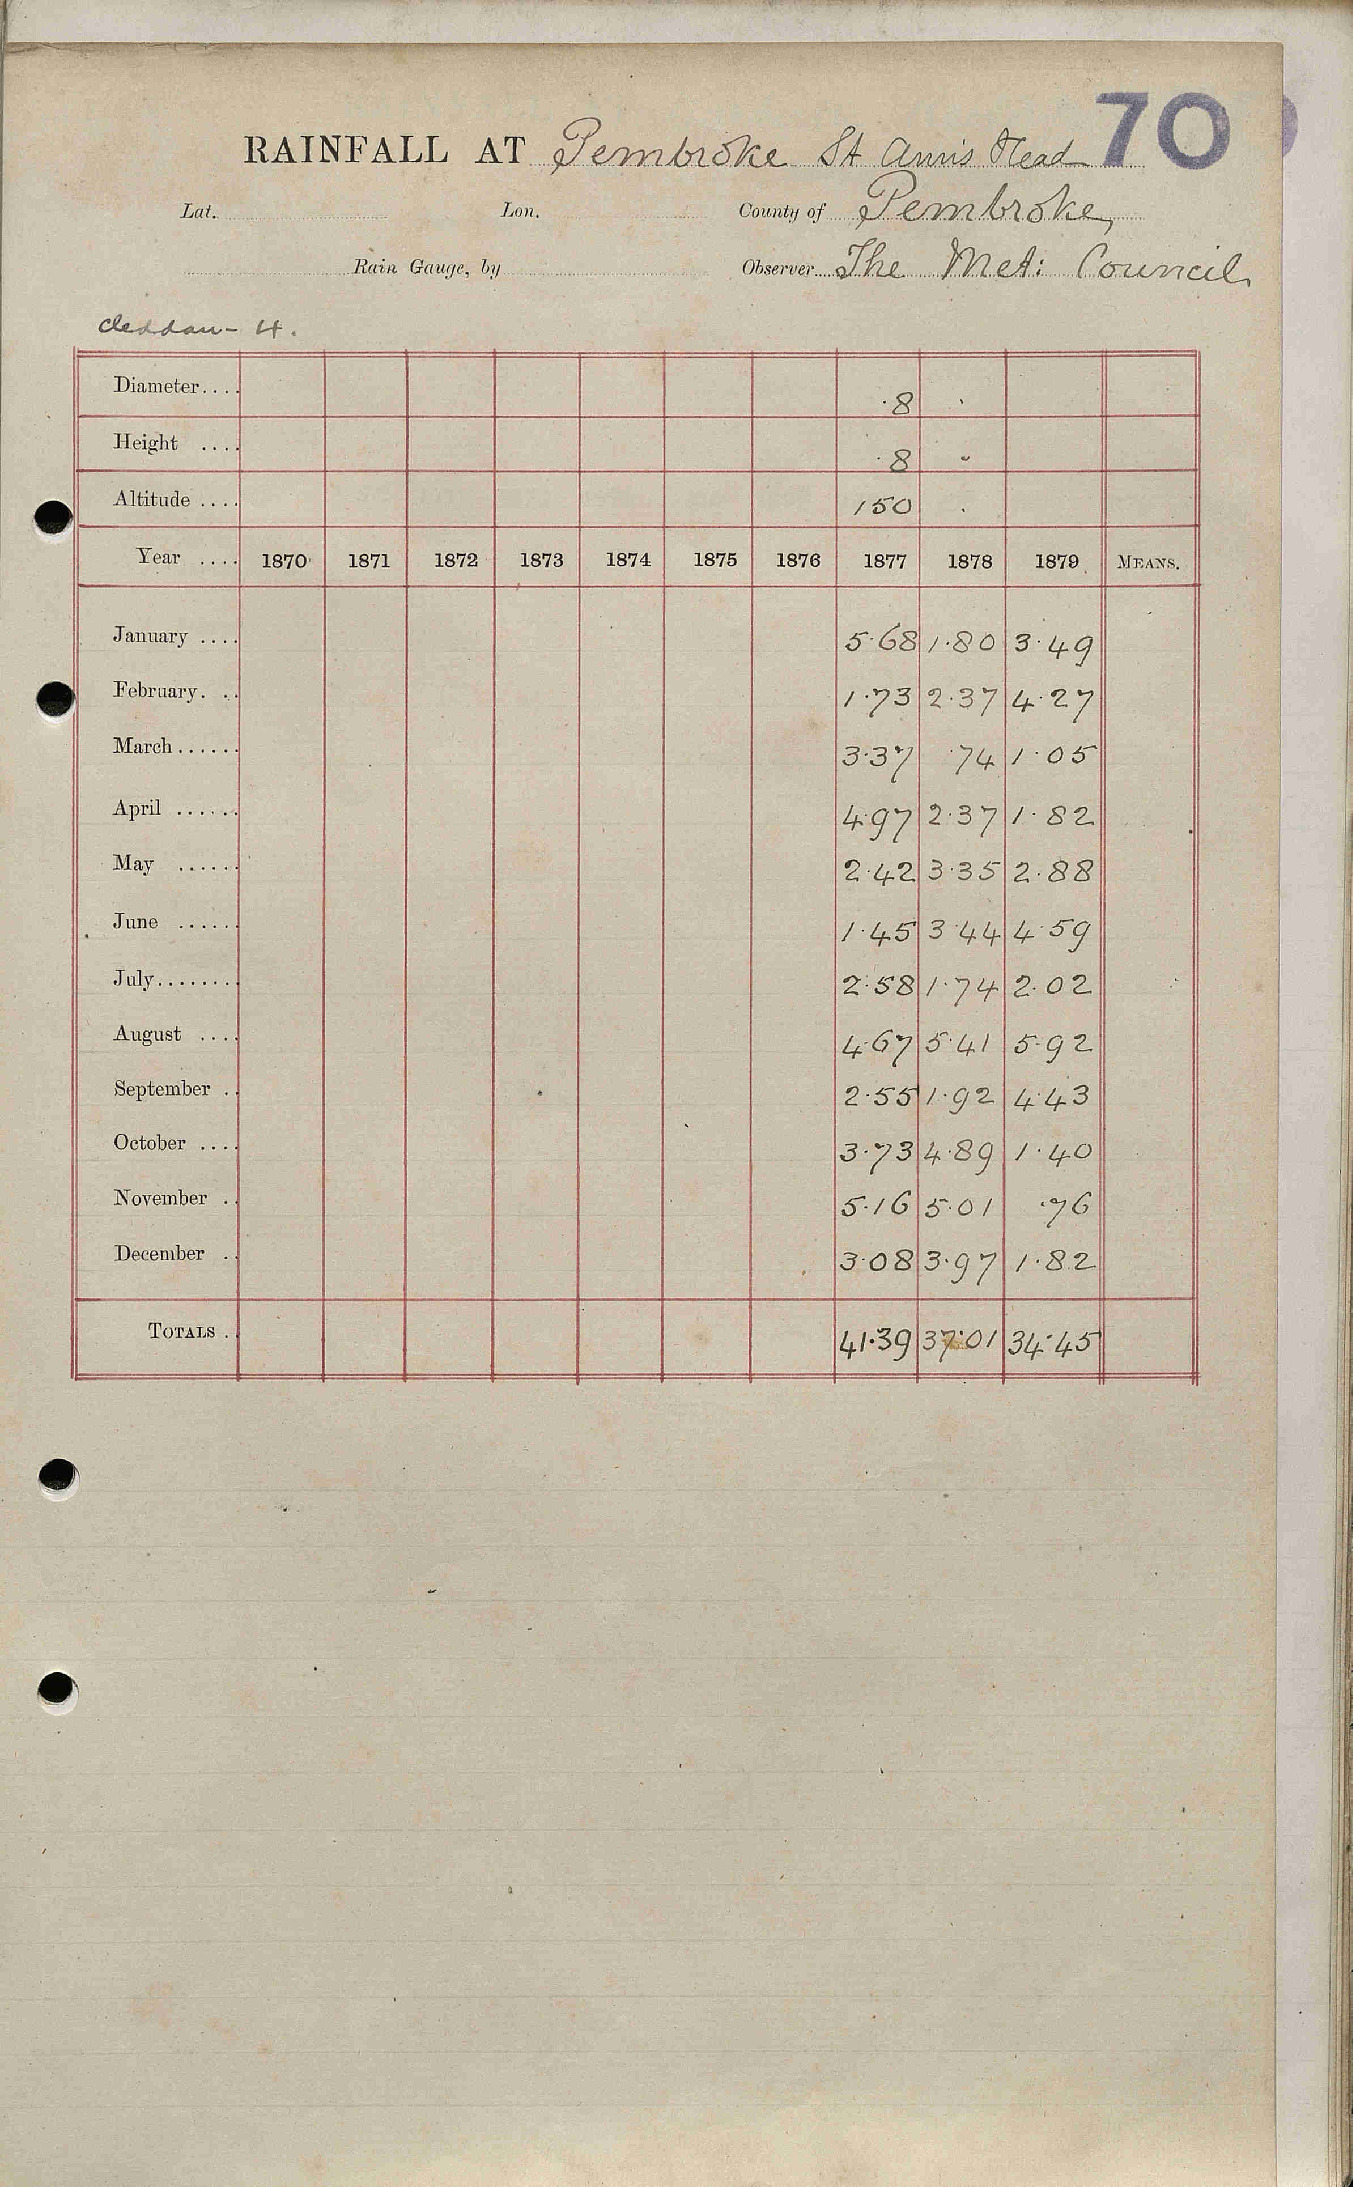 70
RAINFALL AT Pembroke St Ann's Head
Lat. Lon. County of Pembroke,
Rain Gauge, by Observer The Met: Council.
Cleddau - 4.
Diameter.... ·8 .
Height .... ·8 "
Altitude .... 150 .
Year .... 1870 1871 1872 1873 1874 1875 1876 1877 1878 1879 MEANS.
January .... 5·68 1·80 3·49
February. .. 1·73 2·37 4·27
March...... 3·37 ·74 1·05
April ...... 4·97 2·37 1·82
May ...... 2·42 3·35 2·88
June ...... 1·45 3·44 4·59
July........ 2·58 1·74 2·02
August .... 4·67 5·41 5·92
September .. 2·55 1·92 4·43
October .... 3·73 4·89 1·40
November .. 5·16 5·01 ·76
December .. 3·08 3·97 1·82
TOTALS .. 41·39 37·01 34·45